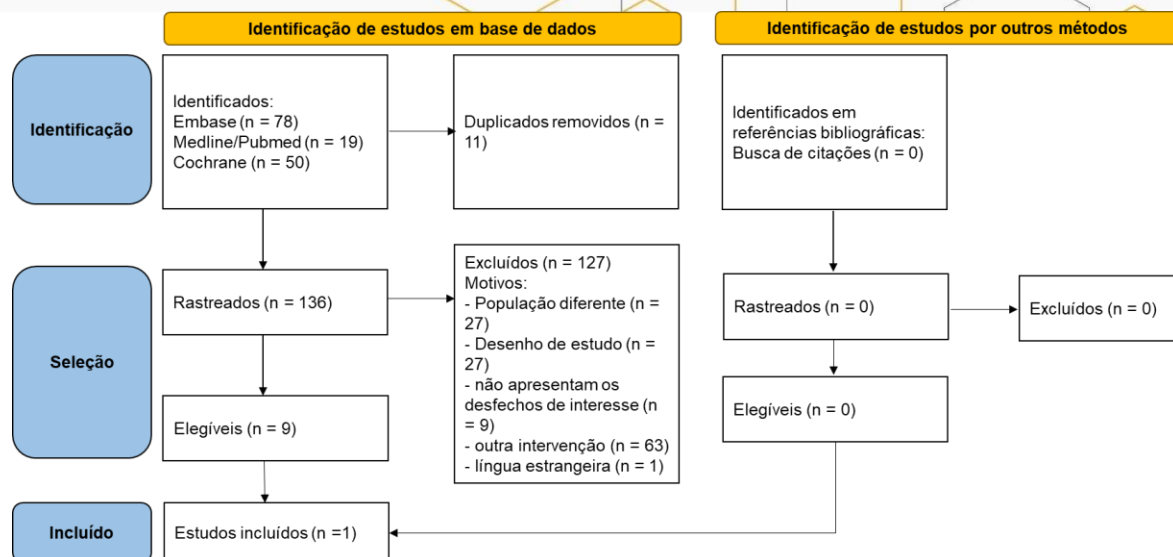 Identificação de estudos em base de dados
Identificação de estudos por outros métodos
Identificação
Identificados:
Embase (n = 78)
Medline/Pubmed (n = 19)
Cochrane (n = 50)
Duplicados removidos (n =
11)
Identificados em
referências bibliográficas:
Busca de citações (n = 0)
Seleção
Rastreados (n = 136)
Excluídos (n = 127)
Motivos:
- População diferente (n =
27)
- Desenho de estudo (n =
27)
- não apresentam os
desfechos de interesse (n
= 9)
- outra intervenção (n = 63)
- língua estrangeira (n = 1)
Rastreados (n = 0)
Excluídos (n = 0)
Elegíveis (n = 9)
Elegíveis (n = 0)
Incluído
Estudos incluídos (n =1)